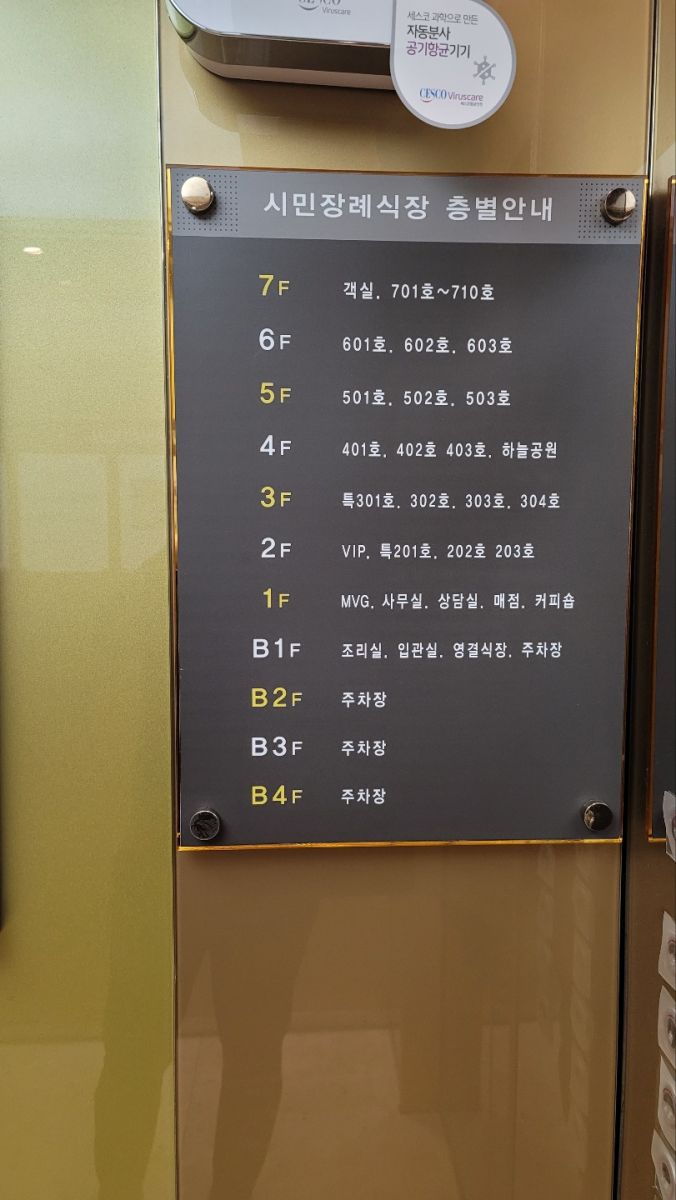 CESCO
Viruscare
세스코 과학으로 만든
자동분사
공기항균기기
CESCO Viruscare
시민장례식장 층별안내
7F 객실, 701호~710호
6F 601호, 602호, 603호
5F 501호, 502호, 503호
4F 401호, 402호 403호, 하늘공원
3F 특301호, 302호, 303호, 304호
2F VIP, 특201호, 202호 203호
1F MVG, 사무실, 상담실, 매점, 커피숍
B1F 조리실, 입관실, 영결식장, 주차장
B2F 주차장
B3F 주차장
B4F 주차장